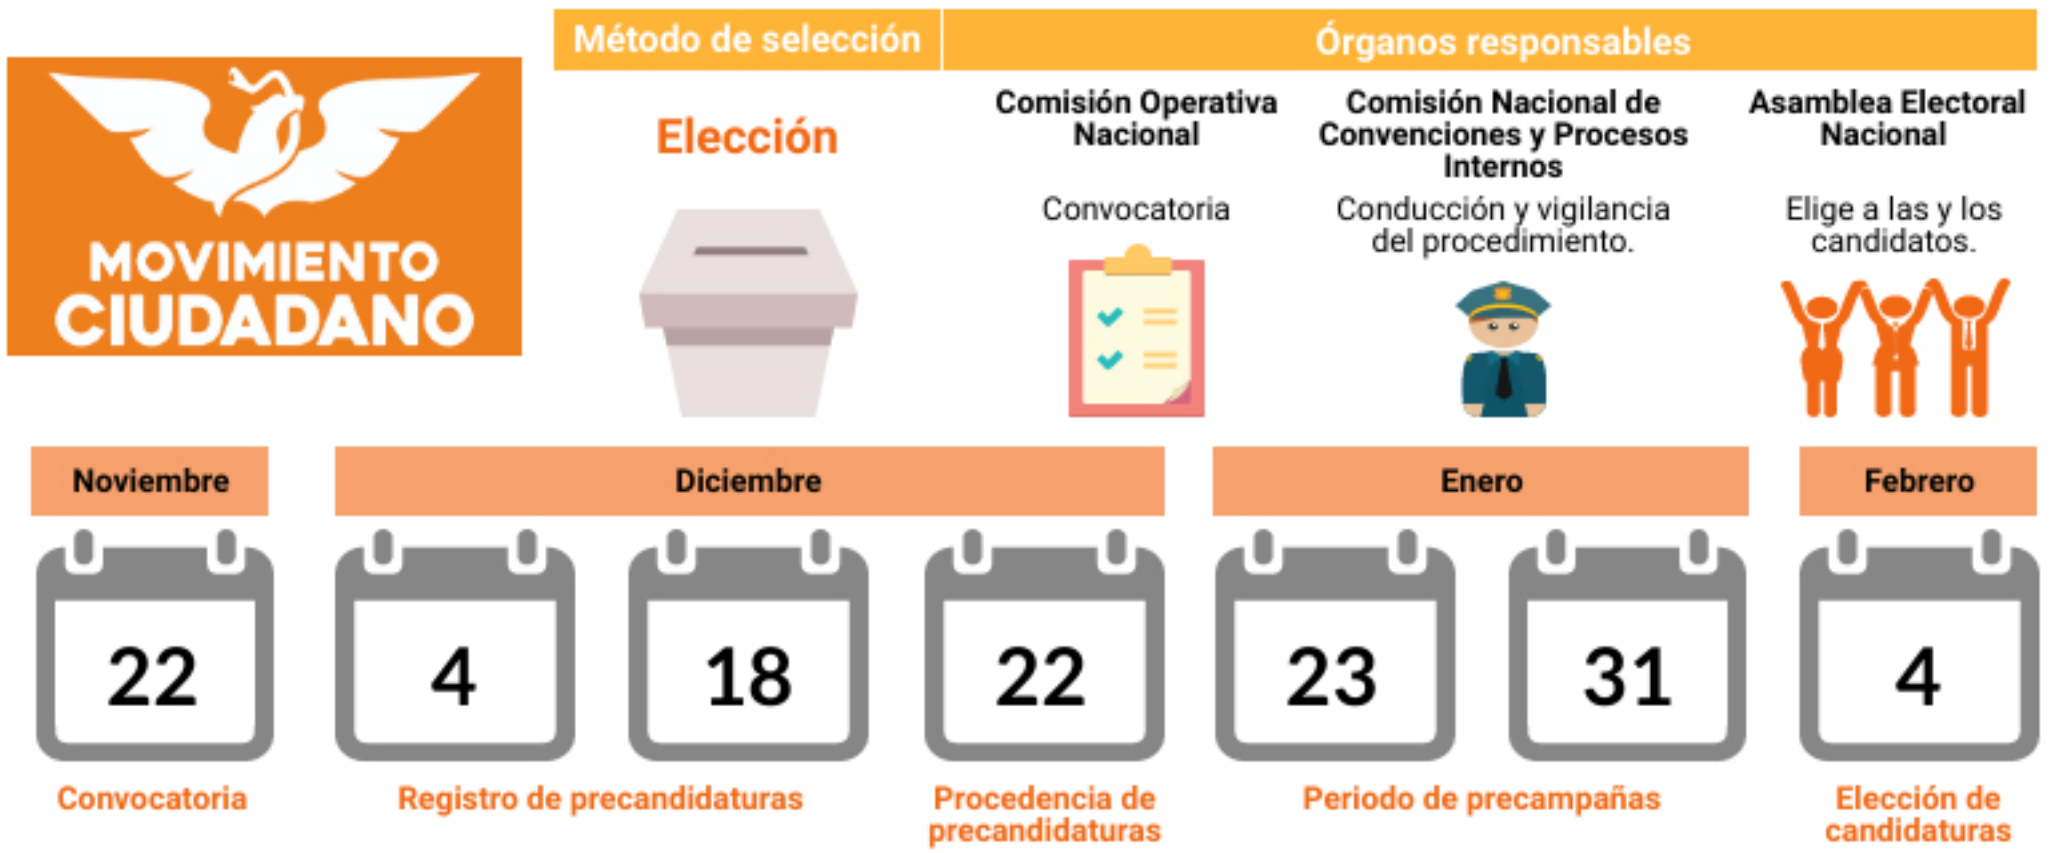 MOVIMIENTO
CIUDADANO
Método de selección
Elección
Órganos responsables
Comisión Operativa
Nacional
Convocatoria
Comisión Nacional de
Convenciones y Procesos
Internos
Conducción y vigilancia
del procedimiento.
Asamblea Electoral
Nacional
Elige a las y los
candidatos.
Noviembre
22
Convocatoria
Diciembre
4
18
Registro de precandidaturas
22
Procedencia de
precandidaturas
Enero
23
31
Periodo de precampañas
Febrero
4
Elección de
candidaturas